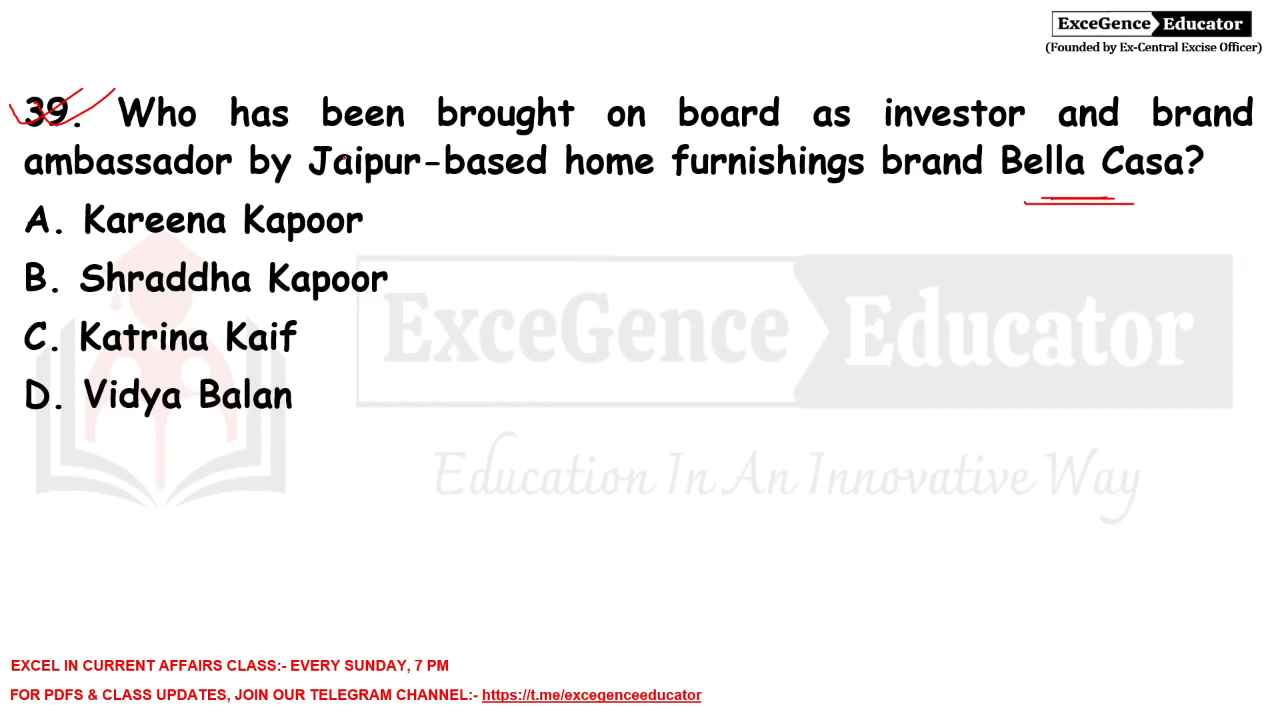 ExceGence Educator
(Founded by Ex-Central Excise Officer)
39. Who has been brought on board as investor and brand
ambassador by Jaipur-based home furnishings brand Bella Casa?
A. Kareena Kapoor
B. Shraddha Kapoor
C. Katrina Kaif
D. Vidya Balan
ExceGence Educator
Education In An Innovative Way
EXCEL IN CURRENT AFFAIRS CLASS:- EVERY SUNDAY, 7 PM
FOR PDFS & CLASS UPDATES, JOIN OUR TELEGRAM CHANNEL:- https://t.me/excegenceeducator